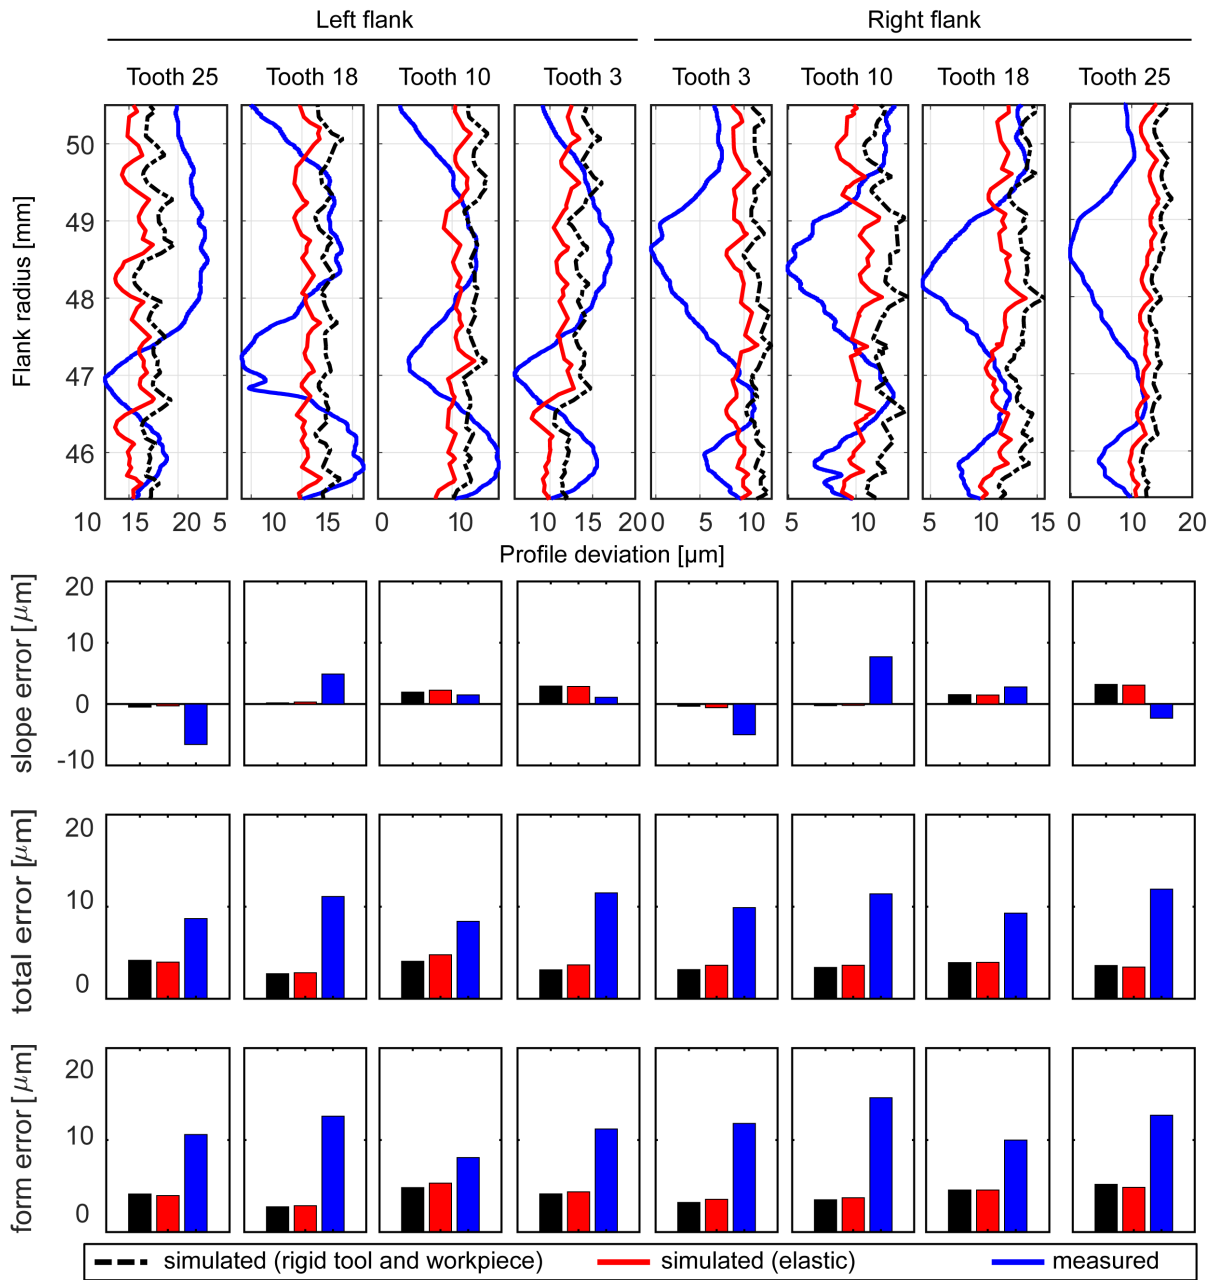 Left flank Right flank
Tooth 25 Tooth 18 Tooth 10 Tooth 3 Tooth 3 Tooth 10 Tooth 18 Tooth 25
Flank radius [mm]
50
49
48
47
46
10 15 20 5 10 15 10 10 15 20 0 5 10 5 10 5 10 15 0 10 20
Profile deviation [µm]
slope error [µm]
20
10
0
-10
total error [µm]
20
10
0
form error [µm]
20
10
0
simulated (rigid tool and workpiece) simulated (elastic) measured